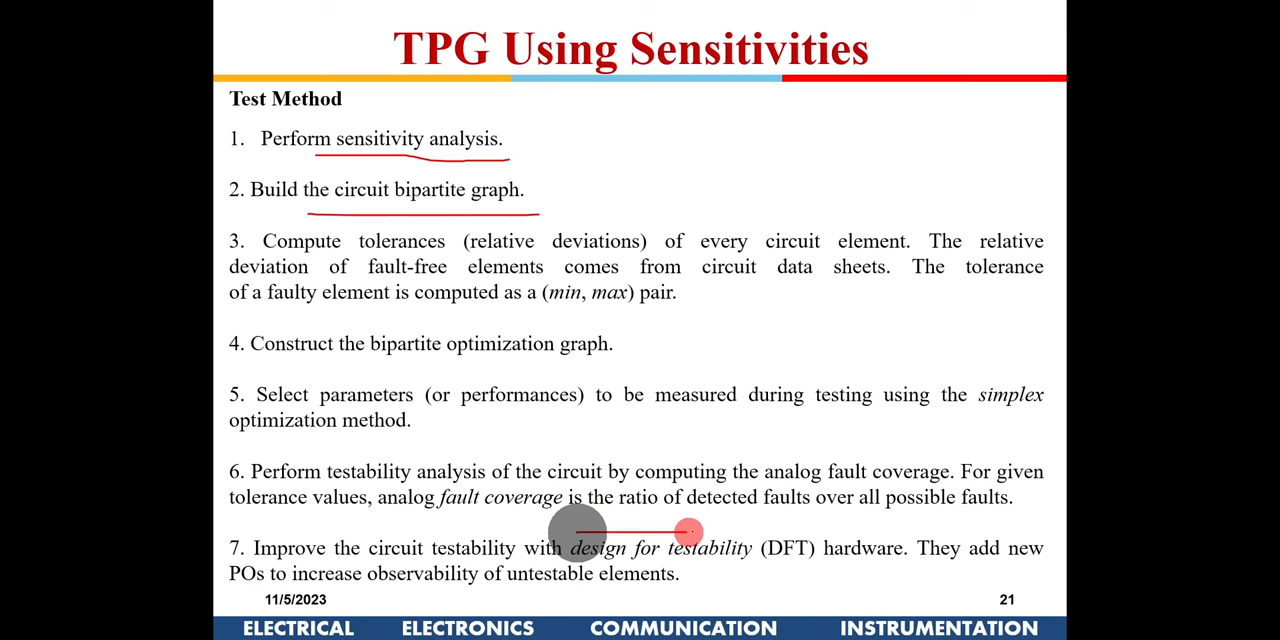 TPG Using Sensitivities
Test Method
1. Perform sensitivity analysis.
2. Build the circuit bipartite graph.
3. Compute tolerances (relative deviations) of every circuit element. The relative
deviation of fault-free elements comes from circuit data sheets. The tolerance
of a faulty element is computed as a (min, max) pair.
4. Construct the bipartite optimization graph.
5. Select parameters (or performances) to be measured during testing using the simplex
optimization method.
6. Perform testability analysis of the circuit by computing the analog fault coverage. For given
tolerance values, analog fault coverage is the ratio of detected faults over all possible faults.
7. Improve the circuit testability with design for testability (DFT) hardware. They add new
POs to increase observability of untestable elements.
11/5/2023 21
ELECTRICAL ELECTRONICS COMMUNICATION INSTRUMENTATION